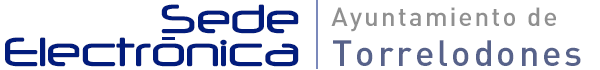 Sede
Electrónica
Ayuntamiento de
Torrelodones